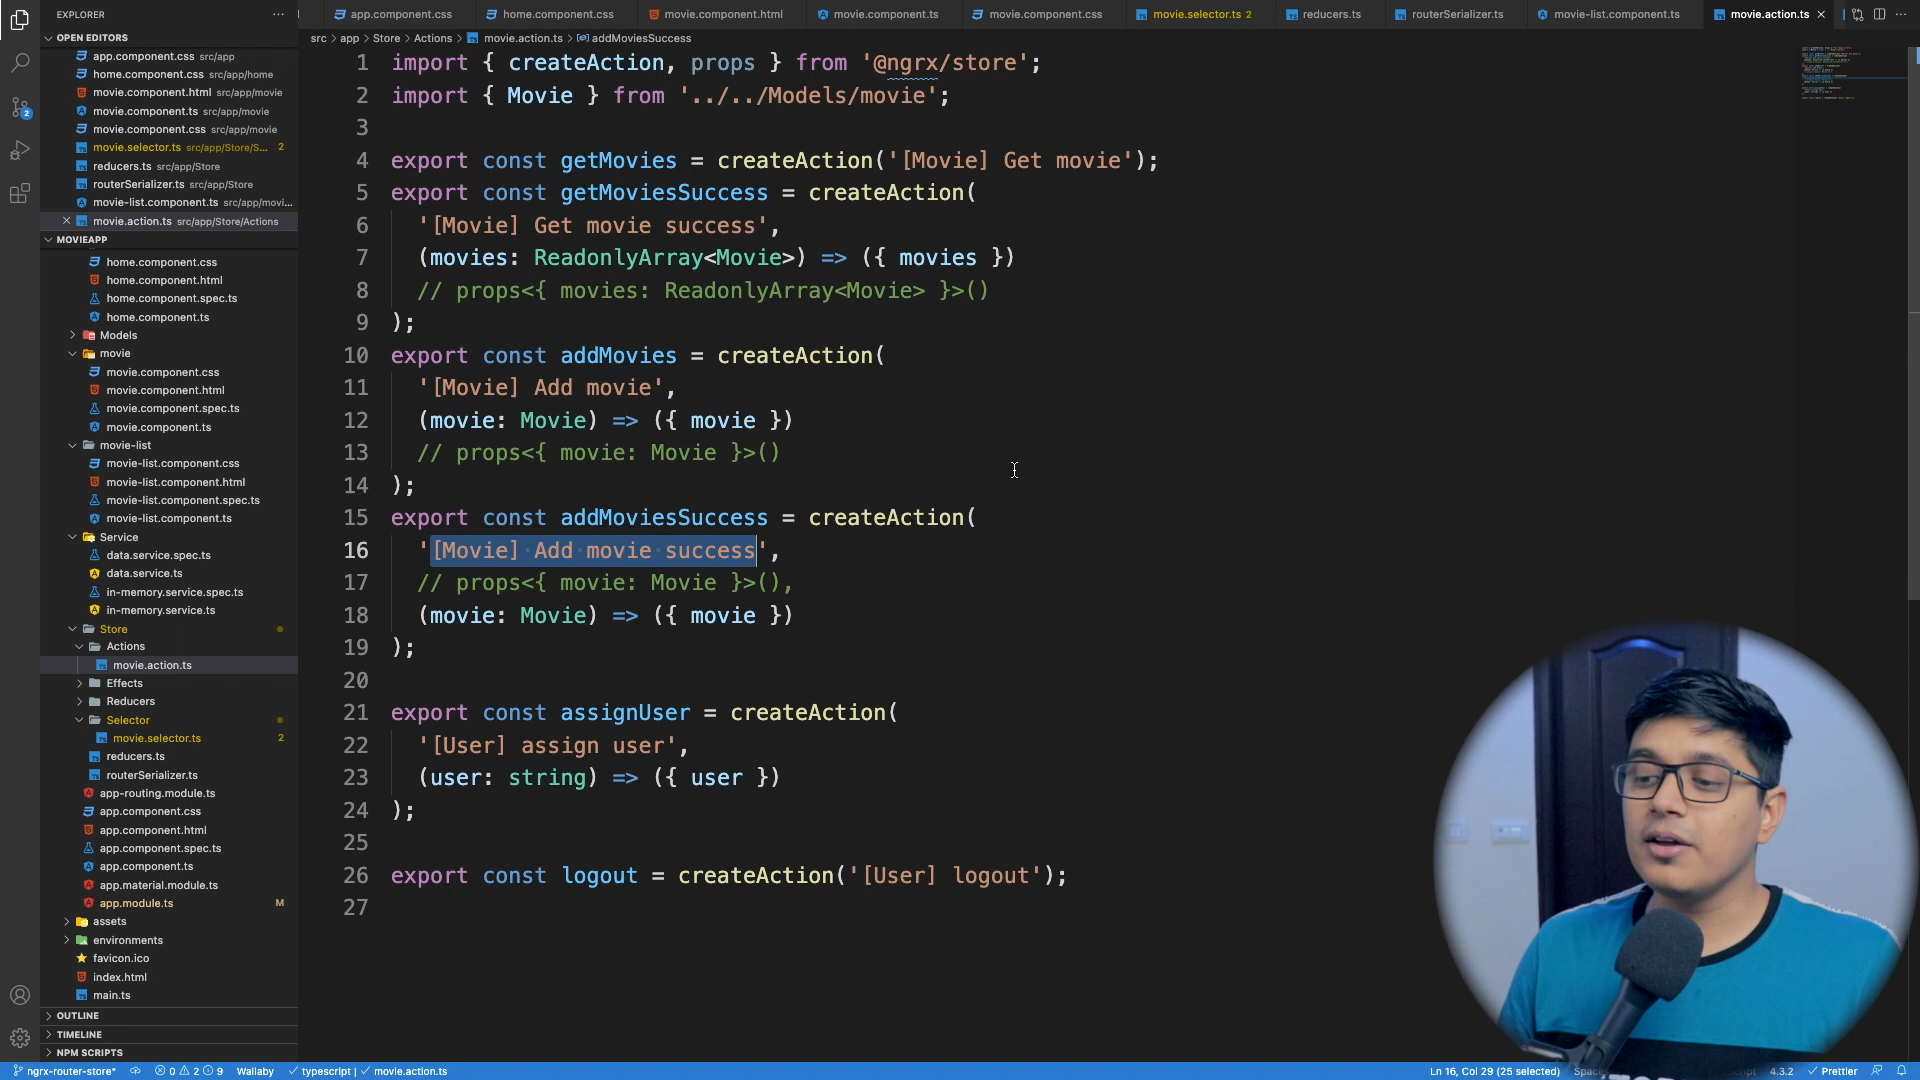 EXPLORER
OPEN EDITORS
app.component.css src/app
home.component.css src/app/home
movie.component.html src/app/movie
movie.component.ts src/app/movie
movie.component.css src/app/movie
movie.selector.ts src/app/Store/S... 2
reducers.ts src/app/Store
routerSerializer.ts src/app/Store
movie-list.component.ts src/app/movi...
movie.action.ts src/app/Store/Actions
MOVIEAPP
home.component.css
home.component.html
home.component.spec.ts
home.component.ts
Models
movie
movie.component.css
movie.component.html
movie.component.spec.ts
movie.component.ts
movie-list
movie-list.component.css
movie-list.component.html
movie-list.component.spec.ts
movie-list.component.ts
Service
data.service.spec.ts
data.service.ts
in-memory.service.spec.ts
in-memory.service.ts
Store
Actions
movie.action.ts
Effects
Reducers
Selector
movie.selector.ts 2
reducers.ts
routerSerializer.ts
app-routing.module.ts
app.component.css
app.component.html
app.component.spec.ts
app.component.ts
app.material.module.ts
app.module.ts M
assets
environments
favicon.ico
index.html
main.ts
OUTLINE
TIMELINE
NPM SCRIPTS
2
app.component.css home.component.css movie.component.html movie.component.ts movie.component.css movie.selector.ts 2 reducers.ts routerSerializer.ts movie-list.component.ts movie.action.ts
src > app > Store > Actions > movie.action.ts > addMoviesSuccess
1 import { createAction, props } from '@ngrx/store';
2 import { Movie } from '../../Models/movie';
3
4 export const getMovies = createAction('[Movie] Get movie');
5 export const getMoviesSuccess = createAction(
6 '[Movie] Get movie success',
7 (movies: ReadonlyArray<Movie>) => ({ movies })
8 // props<{ movies: ReadonlyArray<Movie> }>()
9 );
10 export const addMovies = createAction(
11 '[Movie] Add movie',
12 (movie: Movie) => ({ movie })
13 // props<{ movie: Movie }>()
14 );
15 export const addMoviesSuccess = createAction(
16 '[Movie] Add movie success',
17 // props<{ movie: Movie }>(),
18 (movie: Movie) => ({ movie })
19 );
20
21 export const assignUser = createAction(
22 '[User] assign user',
23 (user: string) => ({ user })
24 );
25
26 export const logout = createAction('[User] logout');
27
ngrx-router-store* 0 2 9 Wallaby typescript | movie.action.ts Ln 16, Col 29 (25 selected) 4.3.2 Prettier